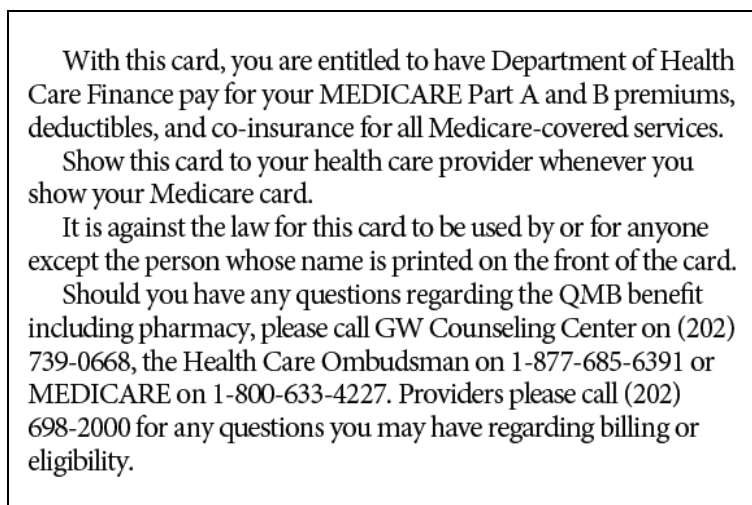 With this card, you are entitled to have Department of Health
Care Finance pay for your MEDICARE Part A and B premiums,
deductibles, and co-insurance for all Medicare-covered services.
Show this card to your health care provider whenever you
show your Medicare card.
It is against the law for this card to be used by or for anyone
except the person whose name is printed on the front of the card.
Should you have any questions regarding the QMB benefit
including pharmacy, please call GW Counseling Center on (202)
739-0668, the Health Care Ombudsman on 1-877-685-6391 or
MEDICARE on 1-800-633-4227. Providers please call (202)
698-2000 for any questions you may have regarding billing or
eligibility.